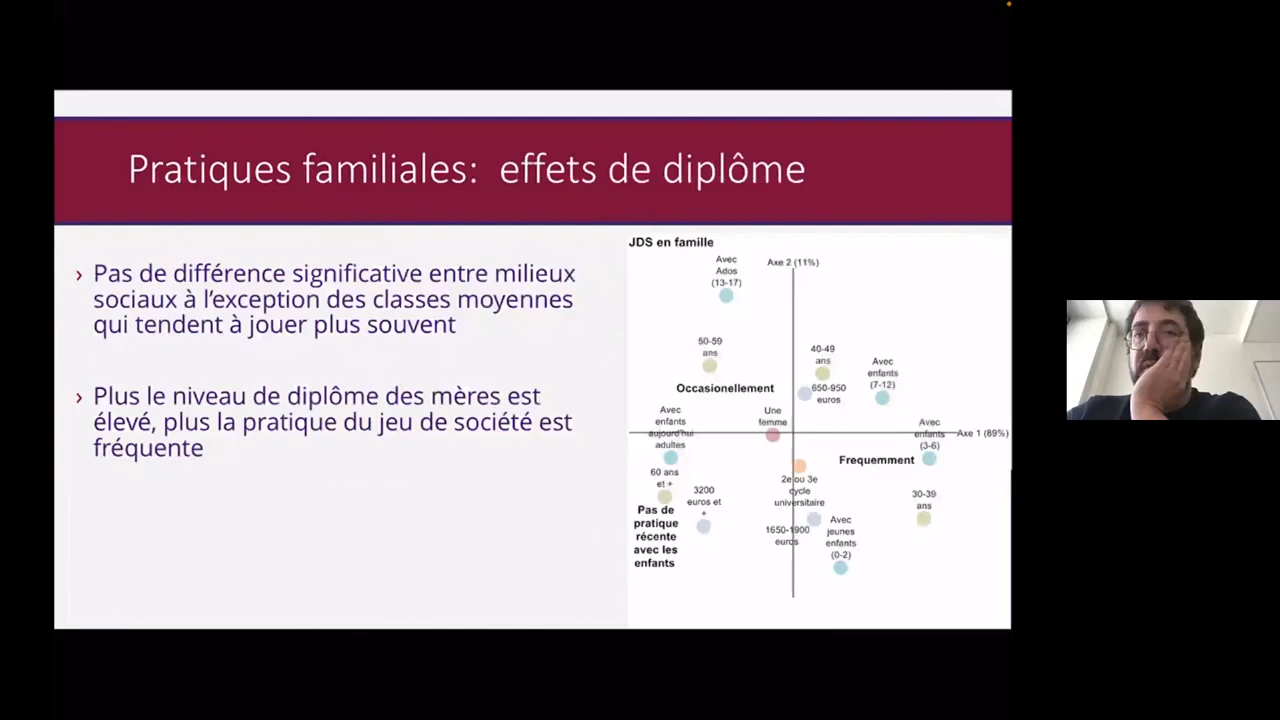 Pratiques familiales: effets de diplôme
› Pas de différence significative entre milieux
sociaux à l'exception des classes moyennes
qui tendent à jouer plus souvent
› Plus le niveau de diplôme des mères est
élevé, plus la pratique du jeu de société est
fréquente
JDS en famille
Avec
Ados
(13-17)
Axe 2 (11%)
50-59
ans
40-49
ans
Avec
enfants
(7-12)
Occasionellement
650-950
euros
Avec
enfants
aujourd'hui
adultes
Une
femme
Avec
enfants
(3-6)
Axe 1 (89%)
Frequemment
60 ans
et +
3200
euros et
+
2e ou 3e
cycle
universitaire
30-39
ans
Pas de
pratique
récente
avec les
enfants
1650-1900
euros
Avec
jeunes
enfants
(0-2)